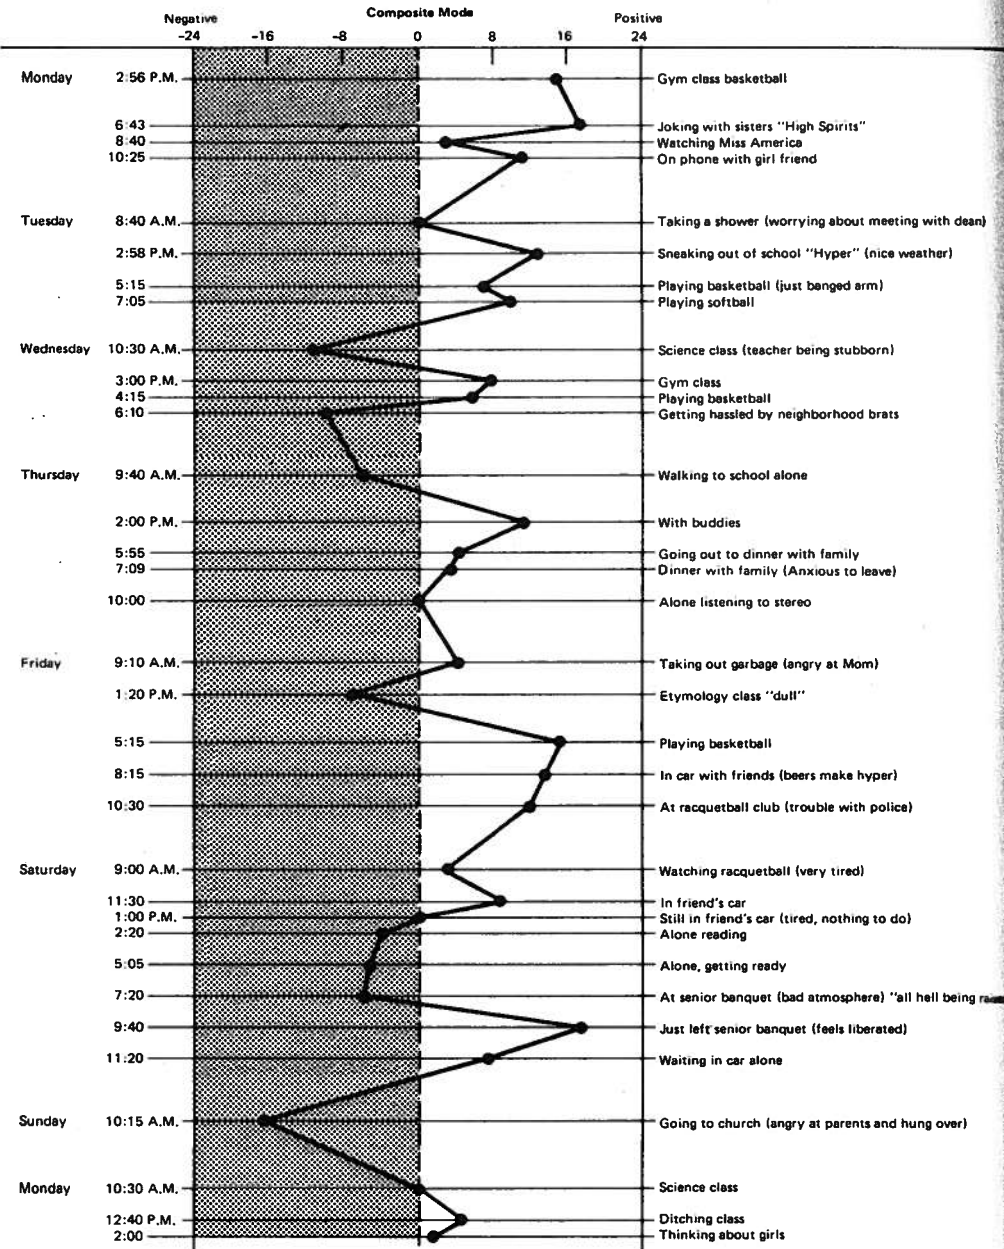 Composite Mode
Negative Positive
-24 -16 -8 0 8 16 24
Monday 2:56 P.M. Gym class basketball
6:43 Joking with sisters "High Spirits"
8:40 Watching Miss America
10:25 On phone with girl friend
Tuesday 8:40 A.M. Taking a shower (worrying about meeting with dean)
2:58 P.M. Sneaking out of school "Hyper" (nice weather)
5:15 Playing basketball (just banged arm)
7:05 Playing softball
Wednesday 10:30 A.M. Science class (teacher being stubborn)
3:00 P.M. Gym class
4:15 Playing basketball
6:10 Getting hassled by neighborhood brats
Thursday 9:40 A.M. Walking to school alone
2:00 P.M. With buddies
5:55 Going out to dinner with family
7:09 Dinner with family (Anxious to leave)
10:00 Alone listening to stereo
Friday 9:10 A.M. Taking out garbage (angry at Mom)
1:20 P.M. Etymology class "dull"
5:15 Playing basketball
8:15 In car with friends (beers make hyper)
10:30 At racquetball club (trouble with police)
Saturday 9:00 A.M. Watching racquetball (very tired)
11:30 In friend's car
1:00 P.M. Still in friend's car (tired, nothing to do)
2:20 Alone reading
5:05 Alone, getting ready
7:20 At senior banquet (bad atmosphere) "all hell being
9:40 Just left senior banquet (feels liberated)
11:20 Waiting in car alone
Sunday 10:15 A.M. Going to church (angry at parents and hung over)
Monday 10:30 A.M. Science class
12:40 P.M. Ditching class
2:00 Thinking about girls